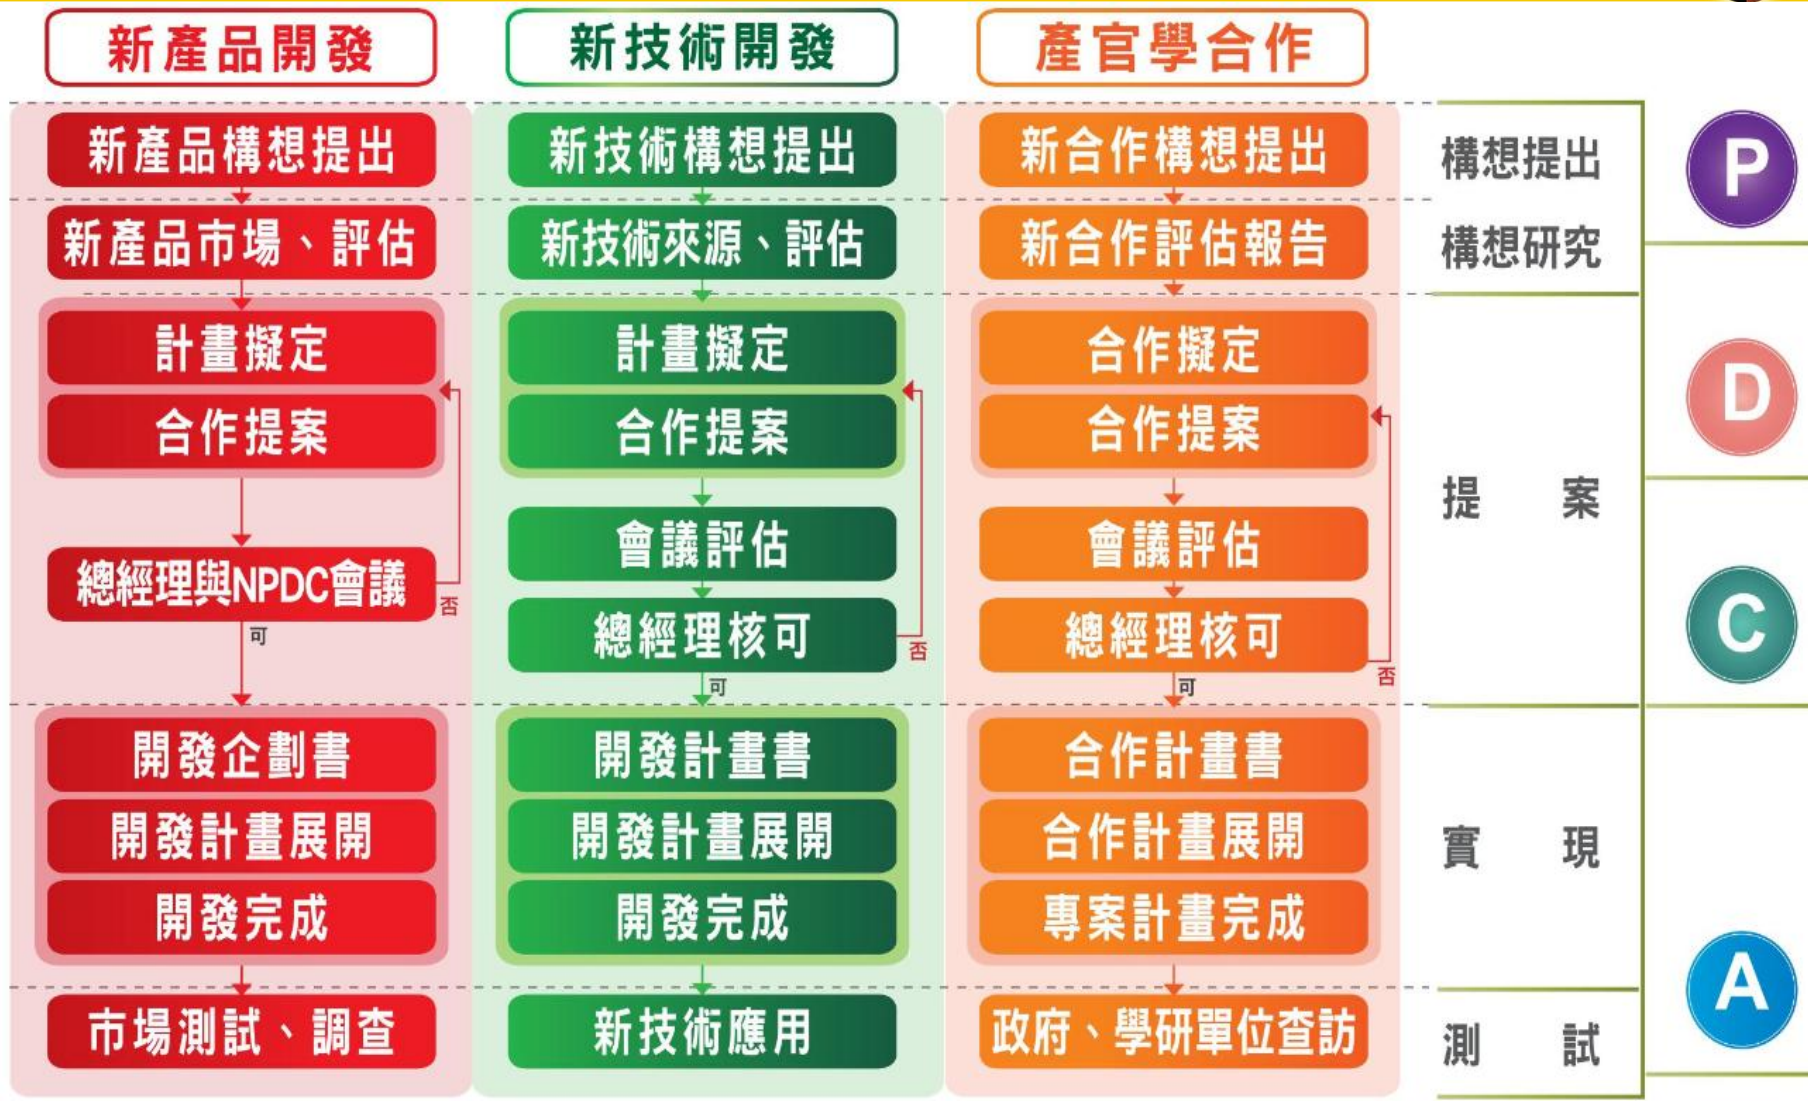 新產品開發
新產品構想提出
新產品市場、評估
計畫擬定
合作提案
總經理與NPDC會議
否
可
開發企劃書
開發計畫展開
開發完成
市場測試、調查
新技術開發
新技術構想提出
新技術來源、評估
計畫擬定
合作提案
會議評估
總經理核可
否
可
開發計畫書
開發計畫展開
開發完成
新技術應用
產官學合作
新合作構想提出
新合作評估報告
合作擬定
合作提案
會議評估
總經理核可
否
可
合作計畫書
合作計畫展開
專案計畫完成
政府、學研單位查訪
構想提出
構想研究
提 案
實 現
測 試
P
D
C
A